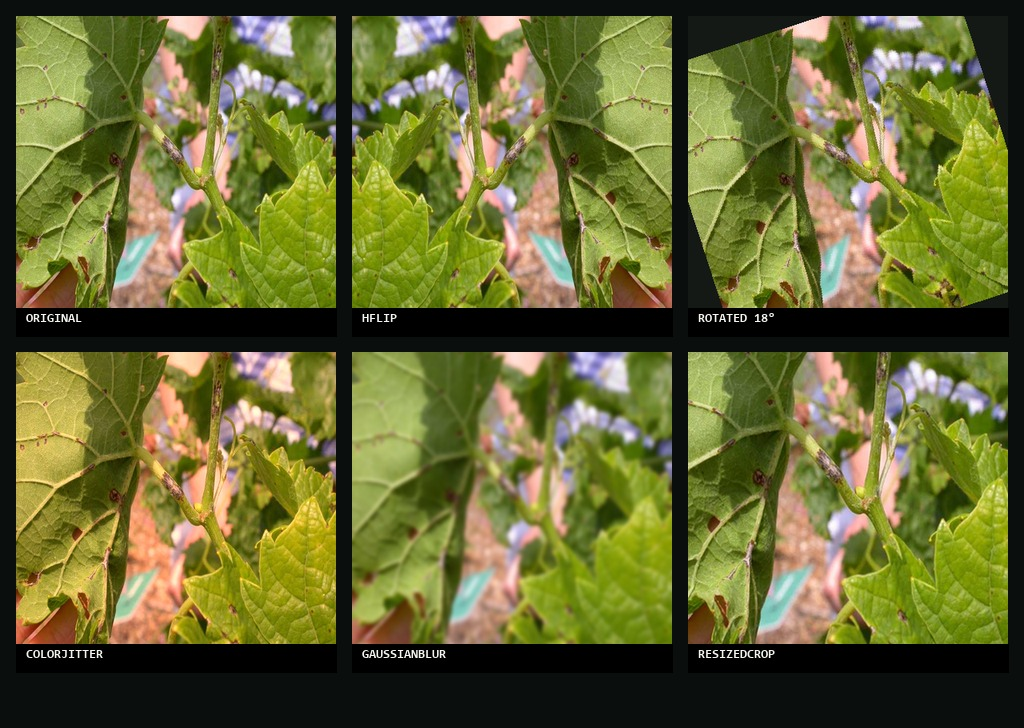 ORIGINAL
HFLIP
ROTATED 18°
COLORJITTER
GAUSSIANBLUR
RESIZEDCROP